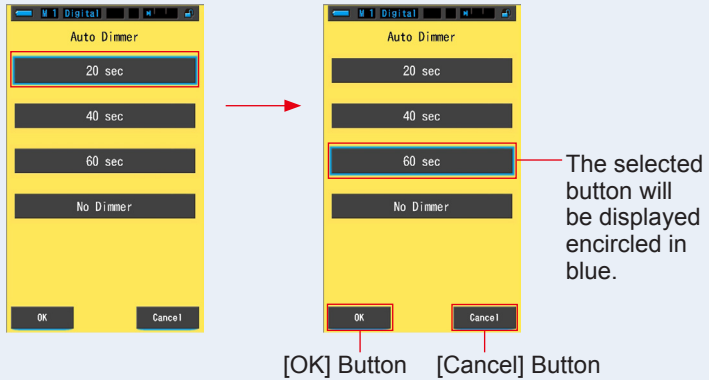 M 1 Digital
Auto Dimmer
20 sec
40 sec
60 sec
No Dimmer
OK Cancel
M 1 Digital
Auto Dimmer
20 sec
40 sec
60 sec
No Dimmer
OK Cancel
The selected
button will
be displayed
encircled in
blue.
[OK] Button [Cancel] Button